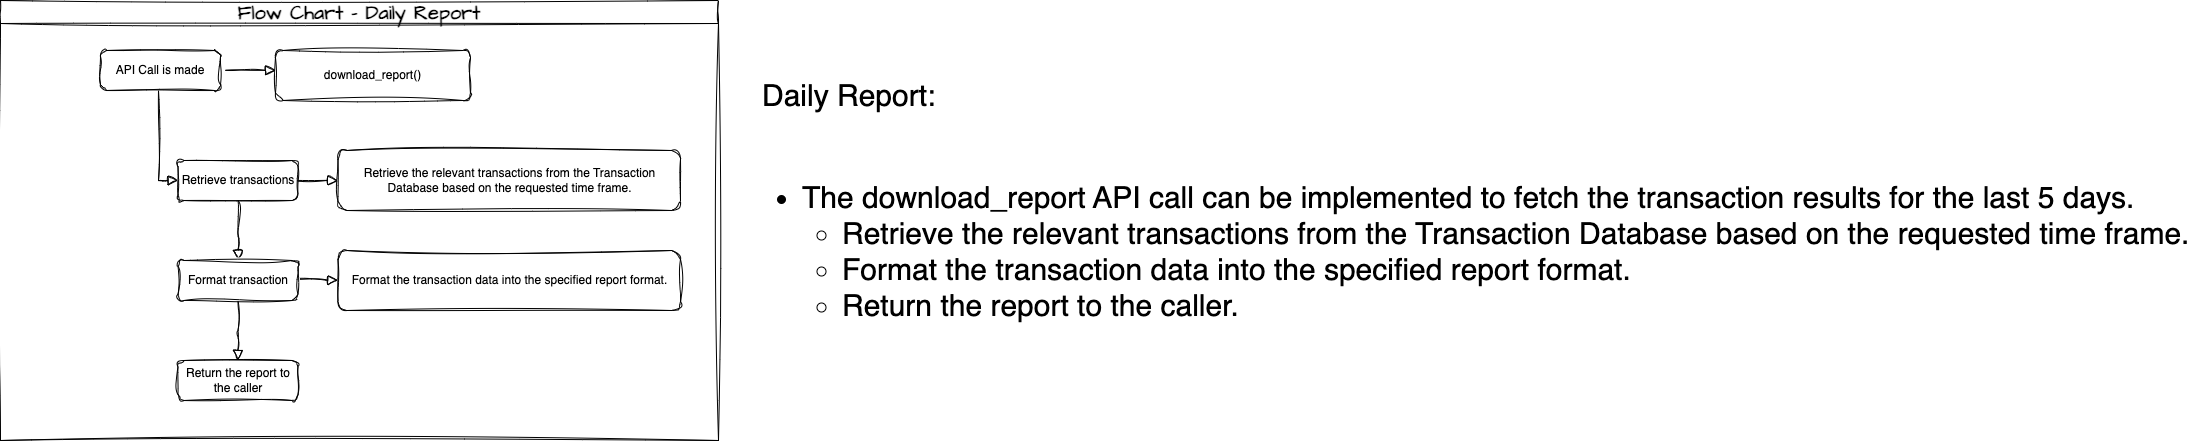 Flow Chart - Daily Report
API Call is made
download_report()
Retrieve transactions
Retrieve the relevant transactions from the Transaction
Database based on the requested time frame.
Format transaction
Format the transaction data into the specified report format.
Return the report to
the caller
Daily Report:
• The download_report API call can be implemented to fetch the transaction results for the last 5 days.
○ Retrieve the relevant transactions from the Transaction Database based on the requested time frame.
○ Format the transaction data into the specified report format.
○ Return the report to the caller.